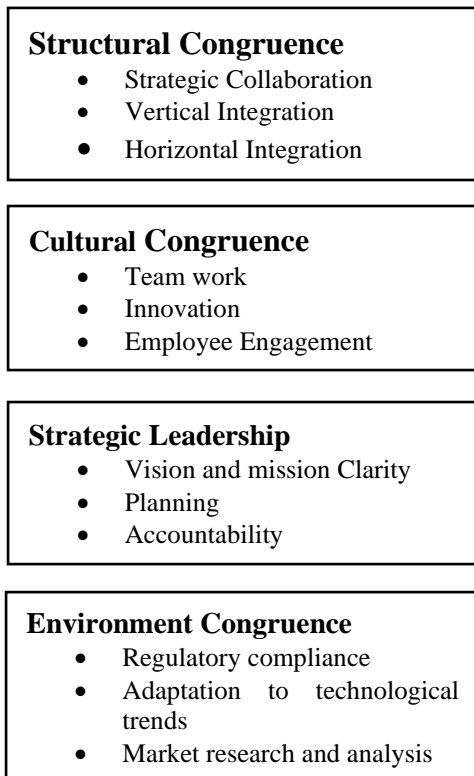 Structural Congruence
• Strategic Collaboration
• Vertical Integration
• Horizontal Integration
Cultural Congruence
• Team work
• Innovation
• Employee Engagement
Strategic Leadership
• Vision and mission Clarity
• Planning
• Accountability
Environment Congruence
• Regulatory compliance
• Adaptation to technological
trends
• Market research and analysis